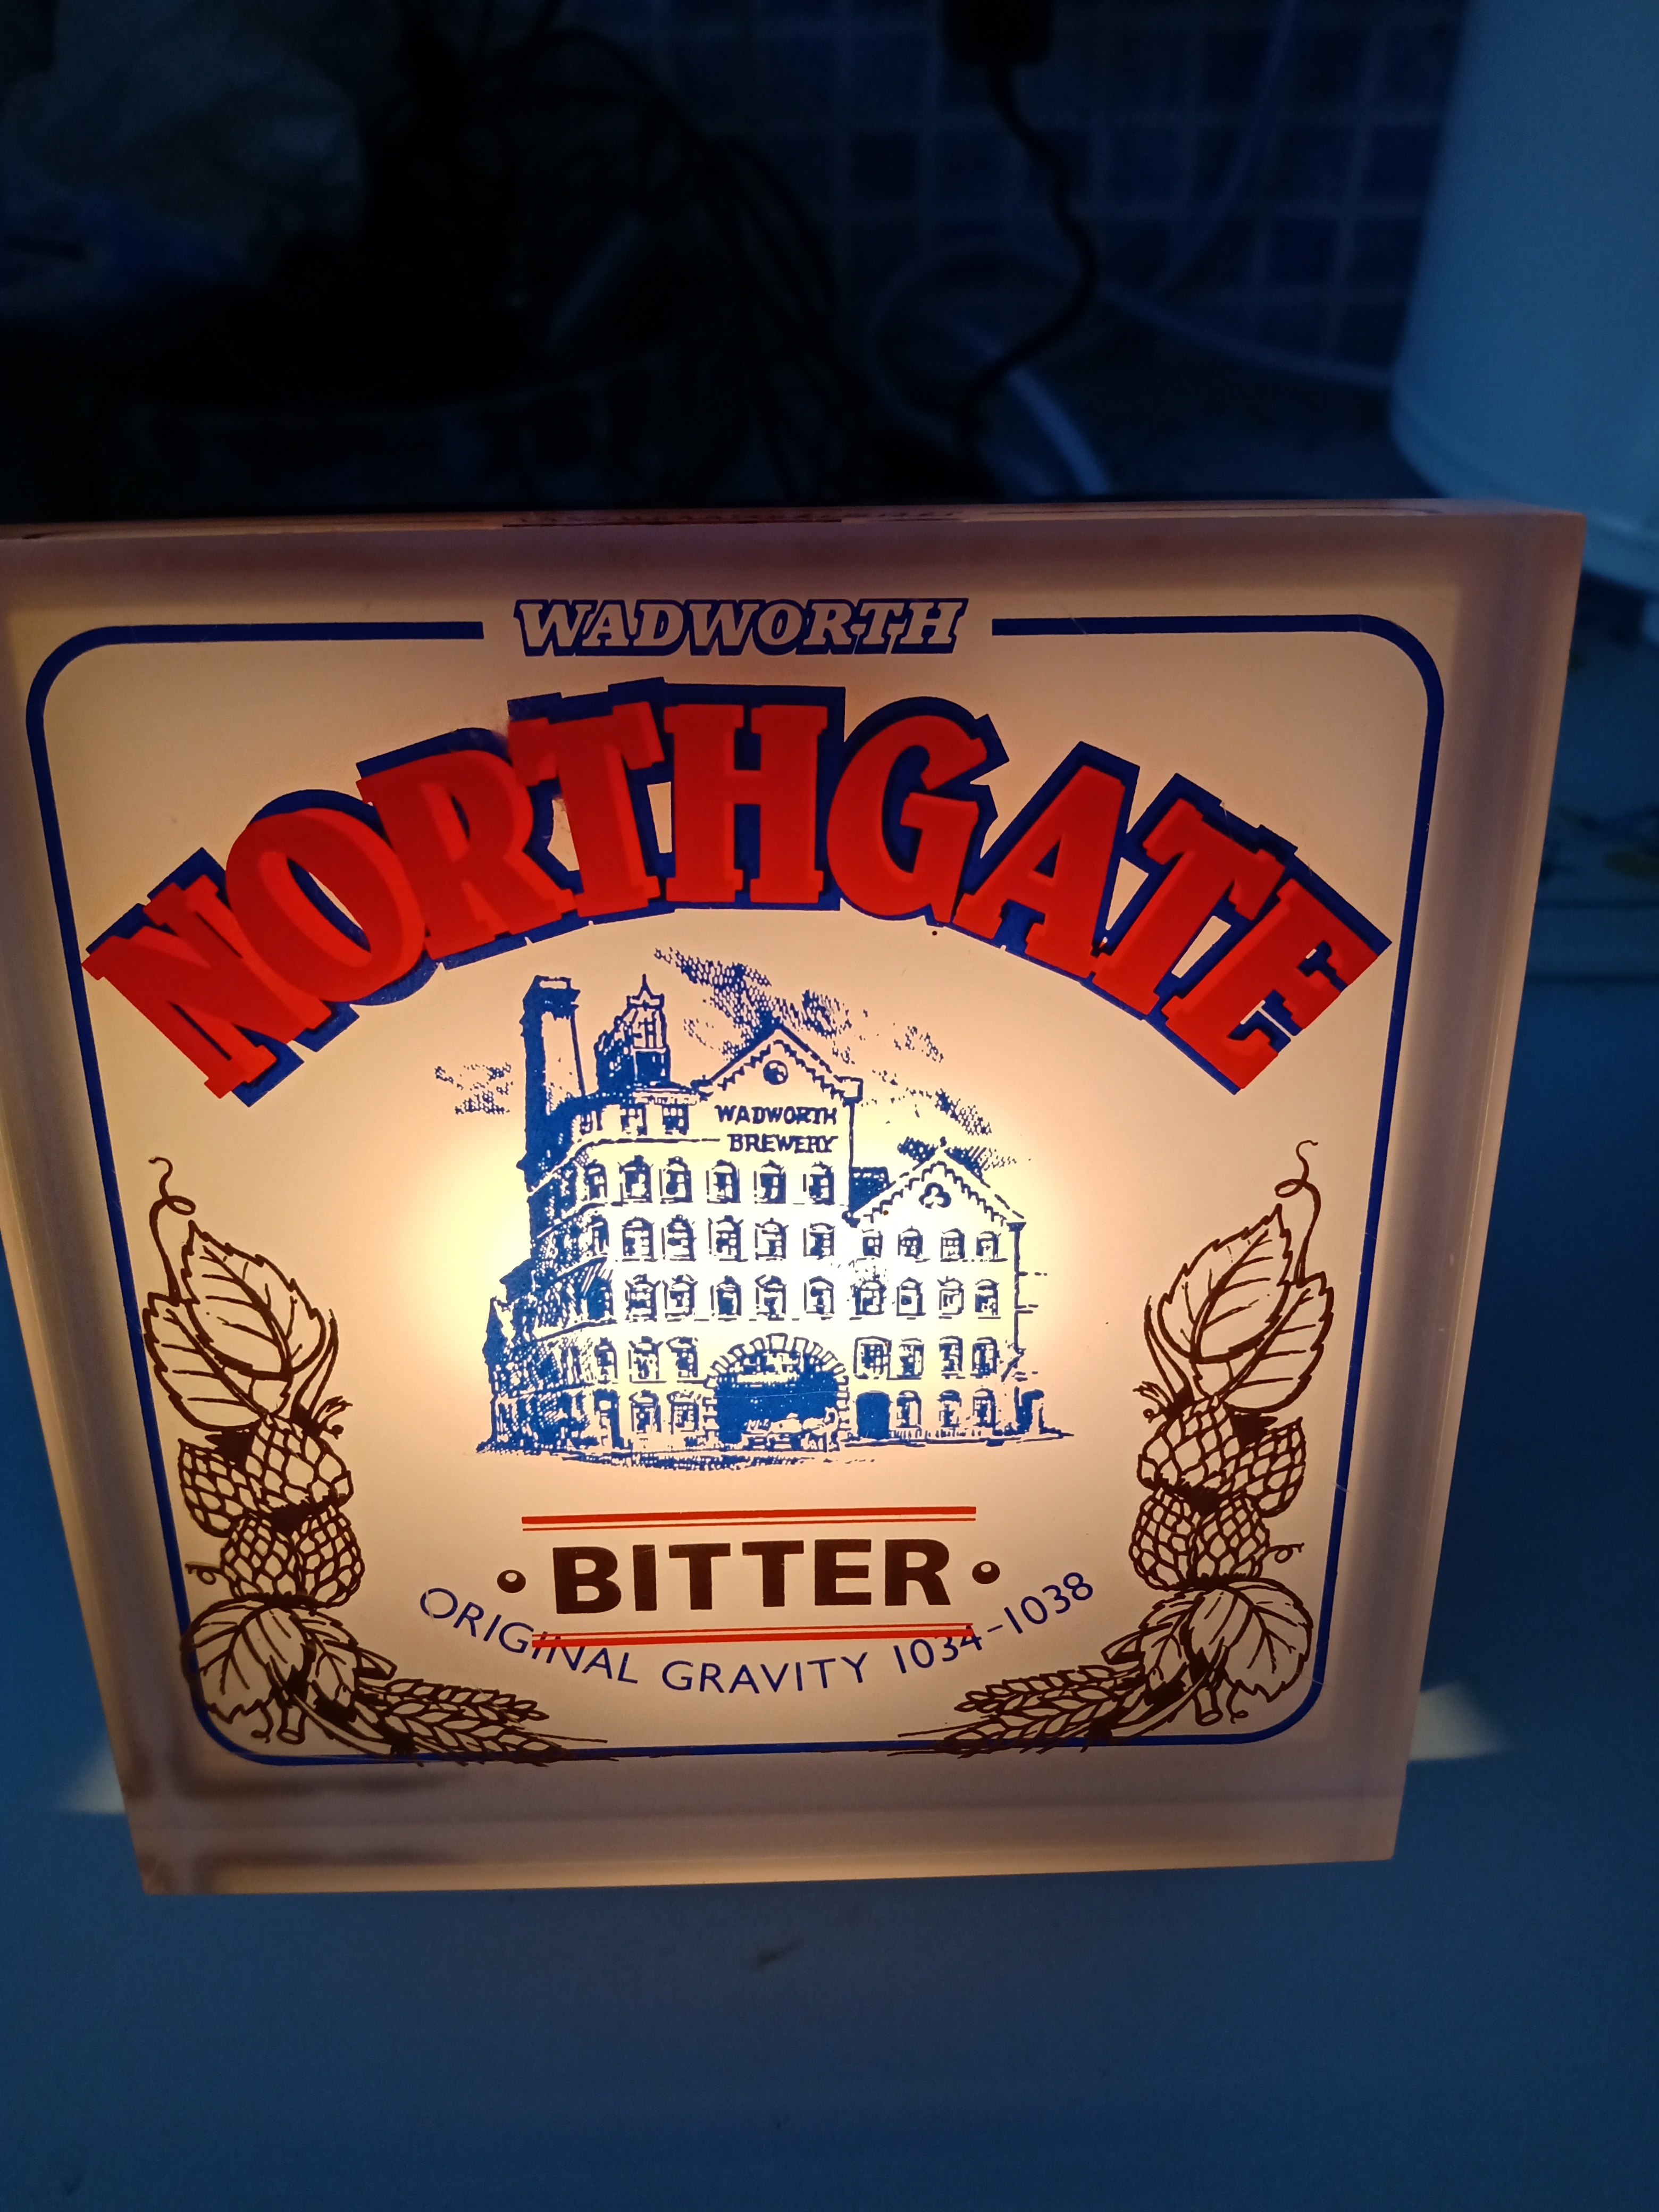 WADWORTH
NORTHGATE
WADWORTH
BREWERY
BITTER
ORIGINAL GRAVITY 1034-1038